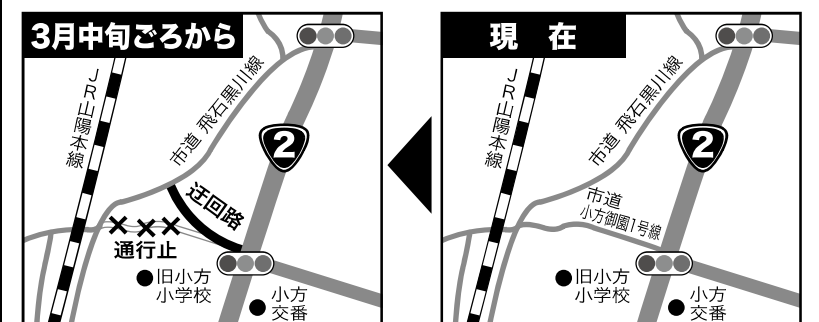 3月中旬ごろから
JR山陽本線
市道 飛石黒川線
2
迂回路
通行止
旧小方
小学校
小方
交番
現 在
JR山陽本線
市道 飛石黒川線
2
市道
小方御園1号線
旧小方
小学校
小方
交番